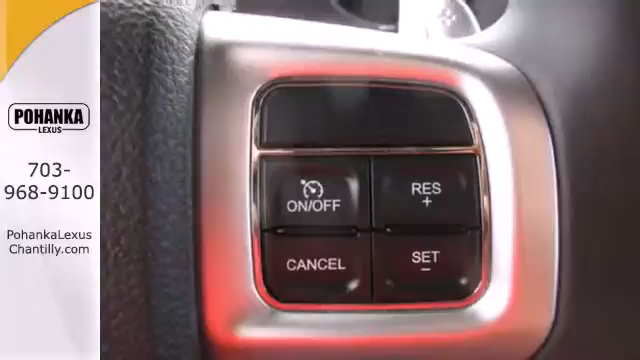 POHANKA
LEXUS
703-
968-9100
PohankaLexus
Chantilly.com
ON/OFF
RES
+
CANCEL
SET
–